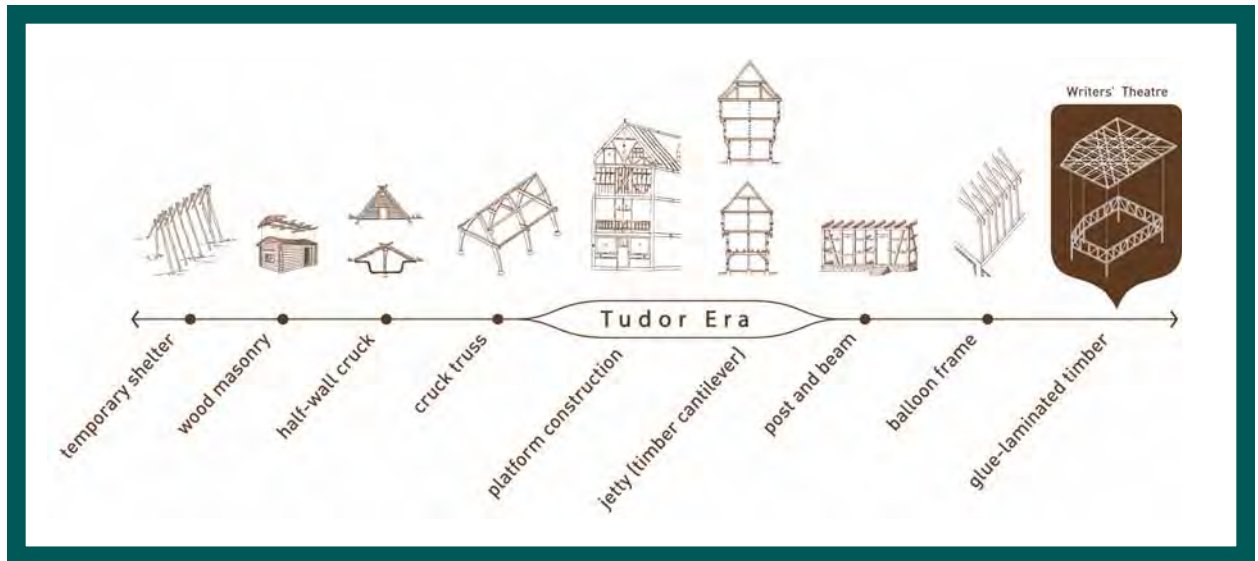 Writers' Theatre
Tudor Era
temporary shelter
wood masonry
half-wall cruck
cruck truss
platform construction
jetty (timber cantilever)
post and beam
balloon frame
glue-laminated timber